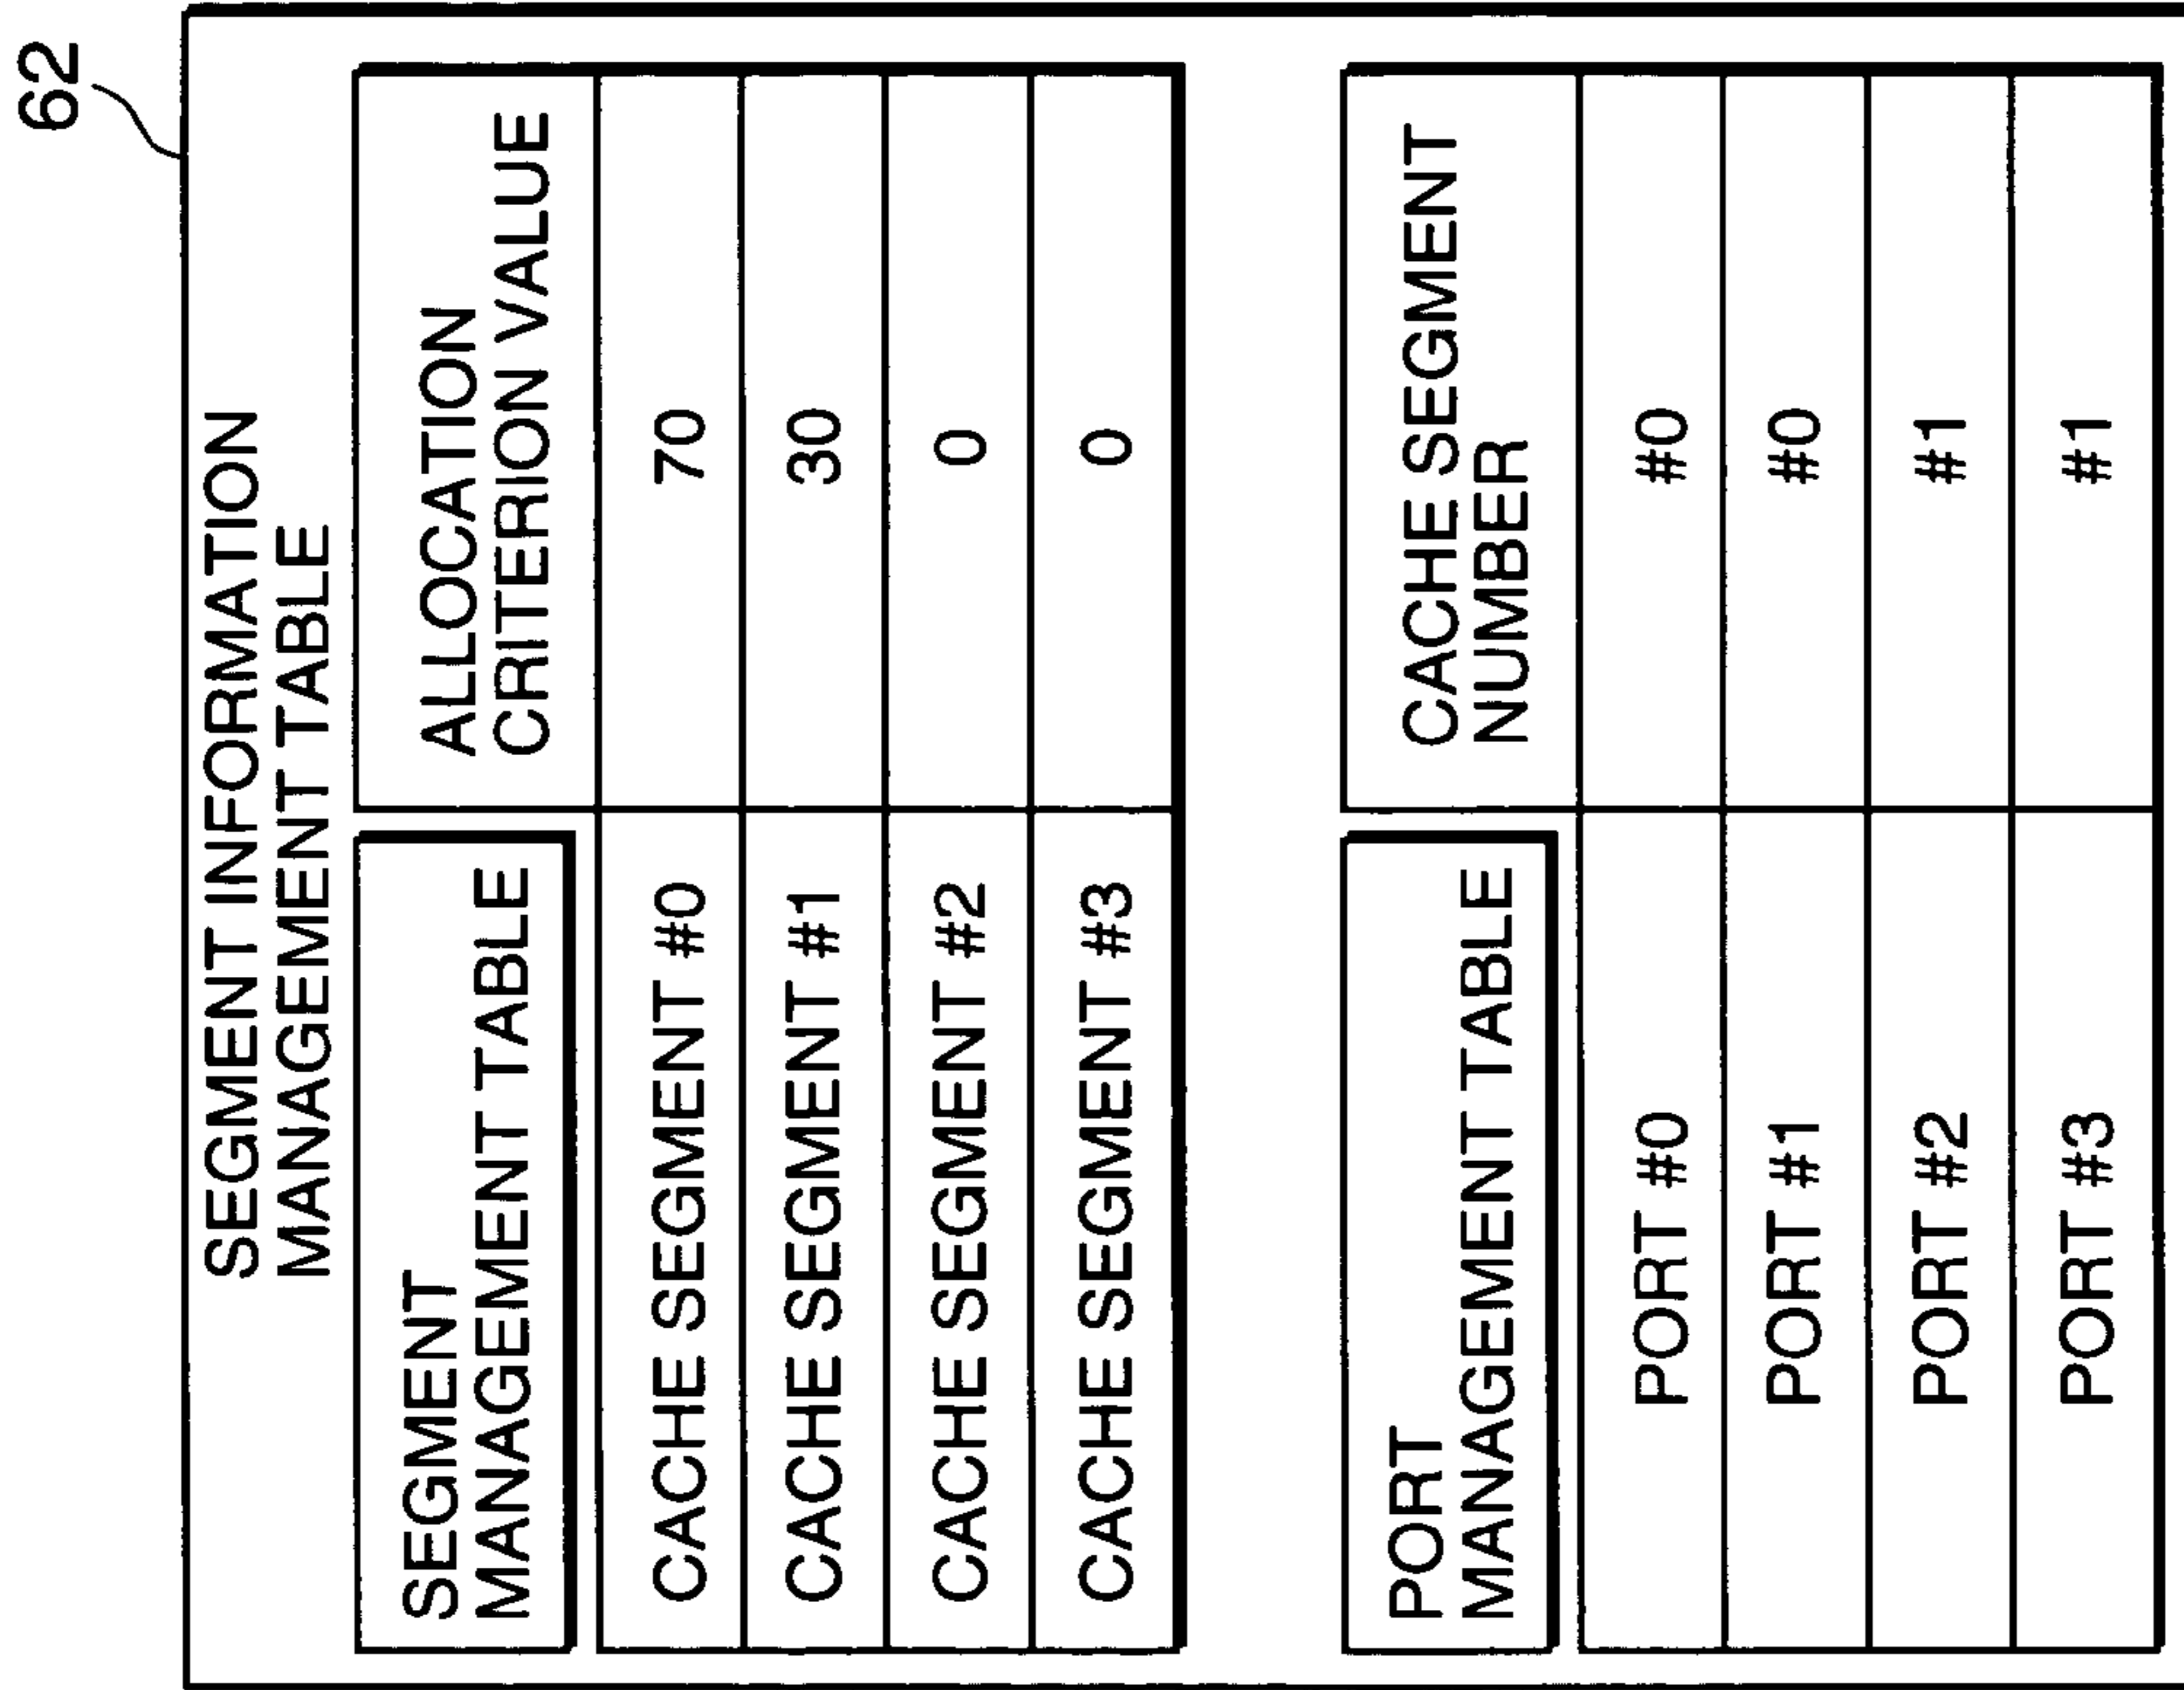 62
SEGMENT INFORMATION
MANAGEMENT TABLE
SEGMENT
MANAGEMENT TABLE
ALLOCATION
CRITERION VALUE
CACHE SEGMENT #0 70
CACHE SEGMENT #1 30
CACHE SEGMENT #2 0
CACHE SEGMENT #3 0
PORT
MANAGEMENT TABLE
CACHE SEGMENT
NUMBER
PORT #0 #0
PORT #1 #0
PORT #2 #1
PORT #3 #1